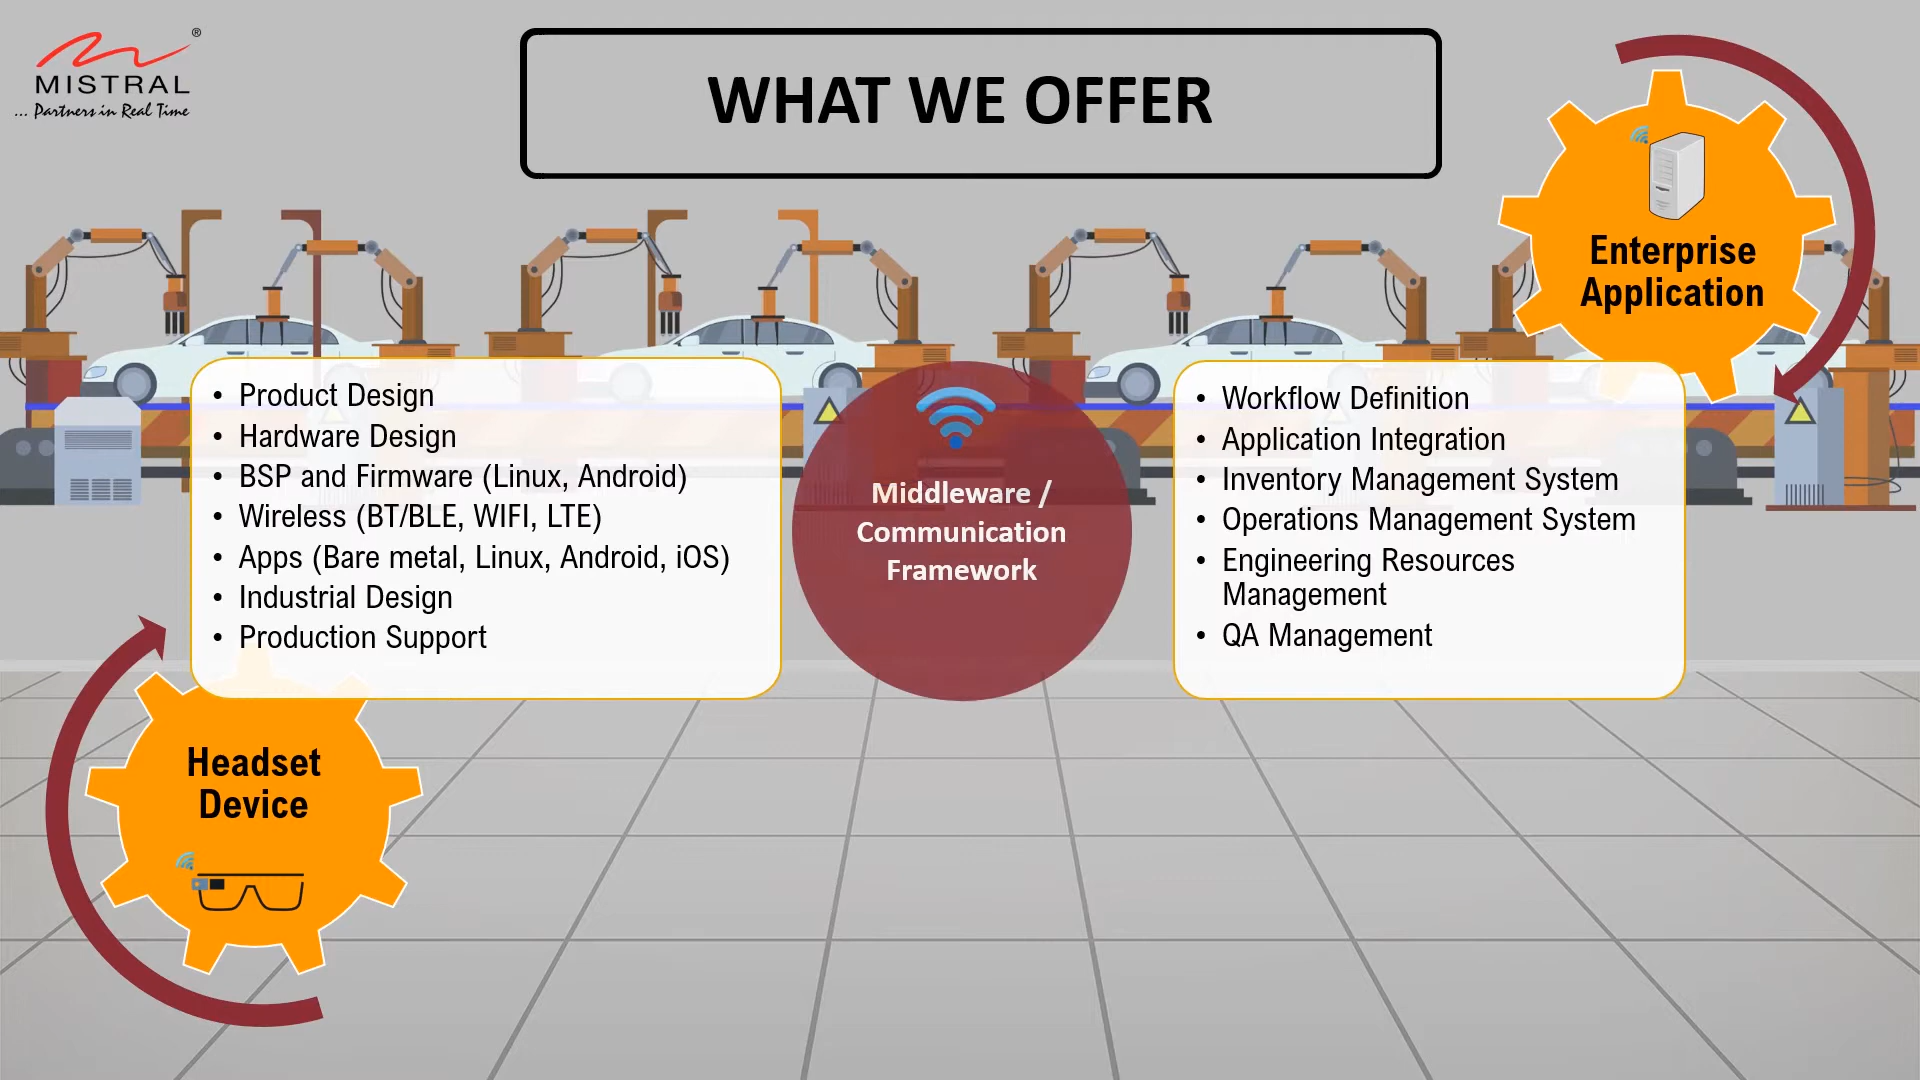 ®
MISTRAL
... Partners in Real Time
WHAT WE OFFER
Enterprise
Application
• Product Design
• Hardware Design
• BSP and Firmware (Linux, Android)
• Wireless (BT/BLE, WIFI, LTE)
• Apps (Bare metal, Linux, Android, iOS)
• Industrial Design
• Production Support
Middleware /
Communication
Framework
• Workflow Definition
• Application Integration
• Inventory Management System
• Operations Management System
• Engineering Resources
Management
• QA Management
Headset
Device